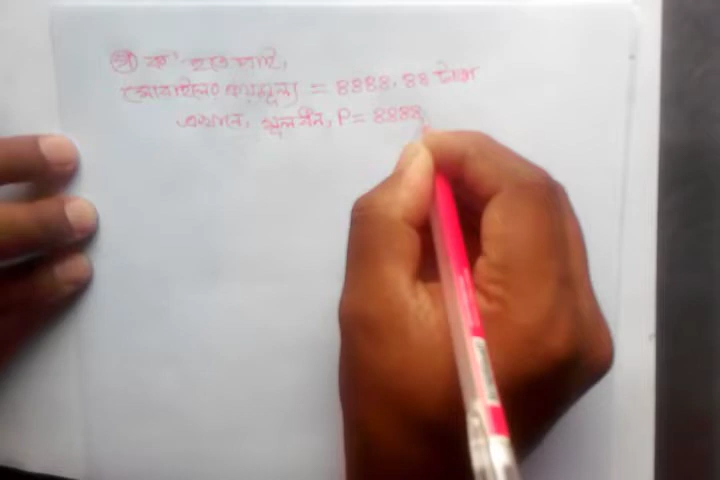 ক' হতে পাই,
মোবাইলের ক্রয়মূল্য = ৪৪৪৪.৪৪ টাকা
এখানে, মূলধন, P = ৪৪৪৪.